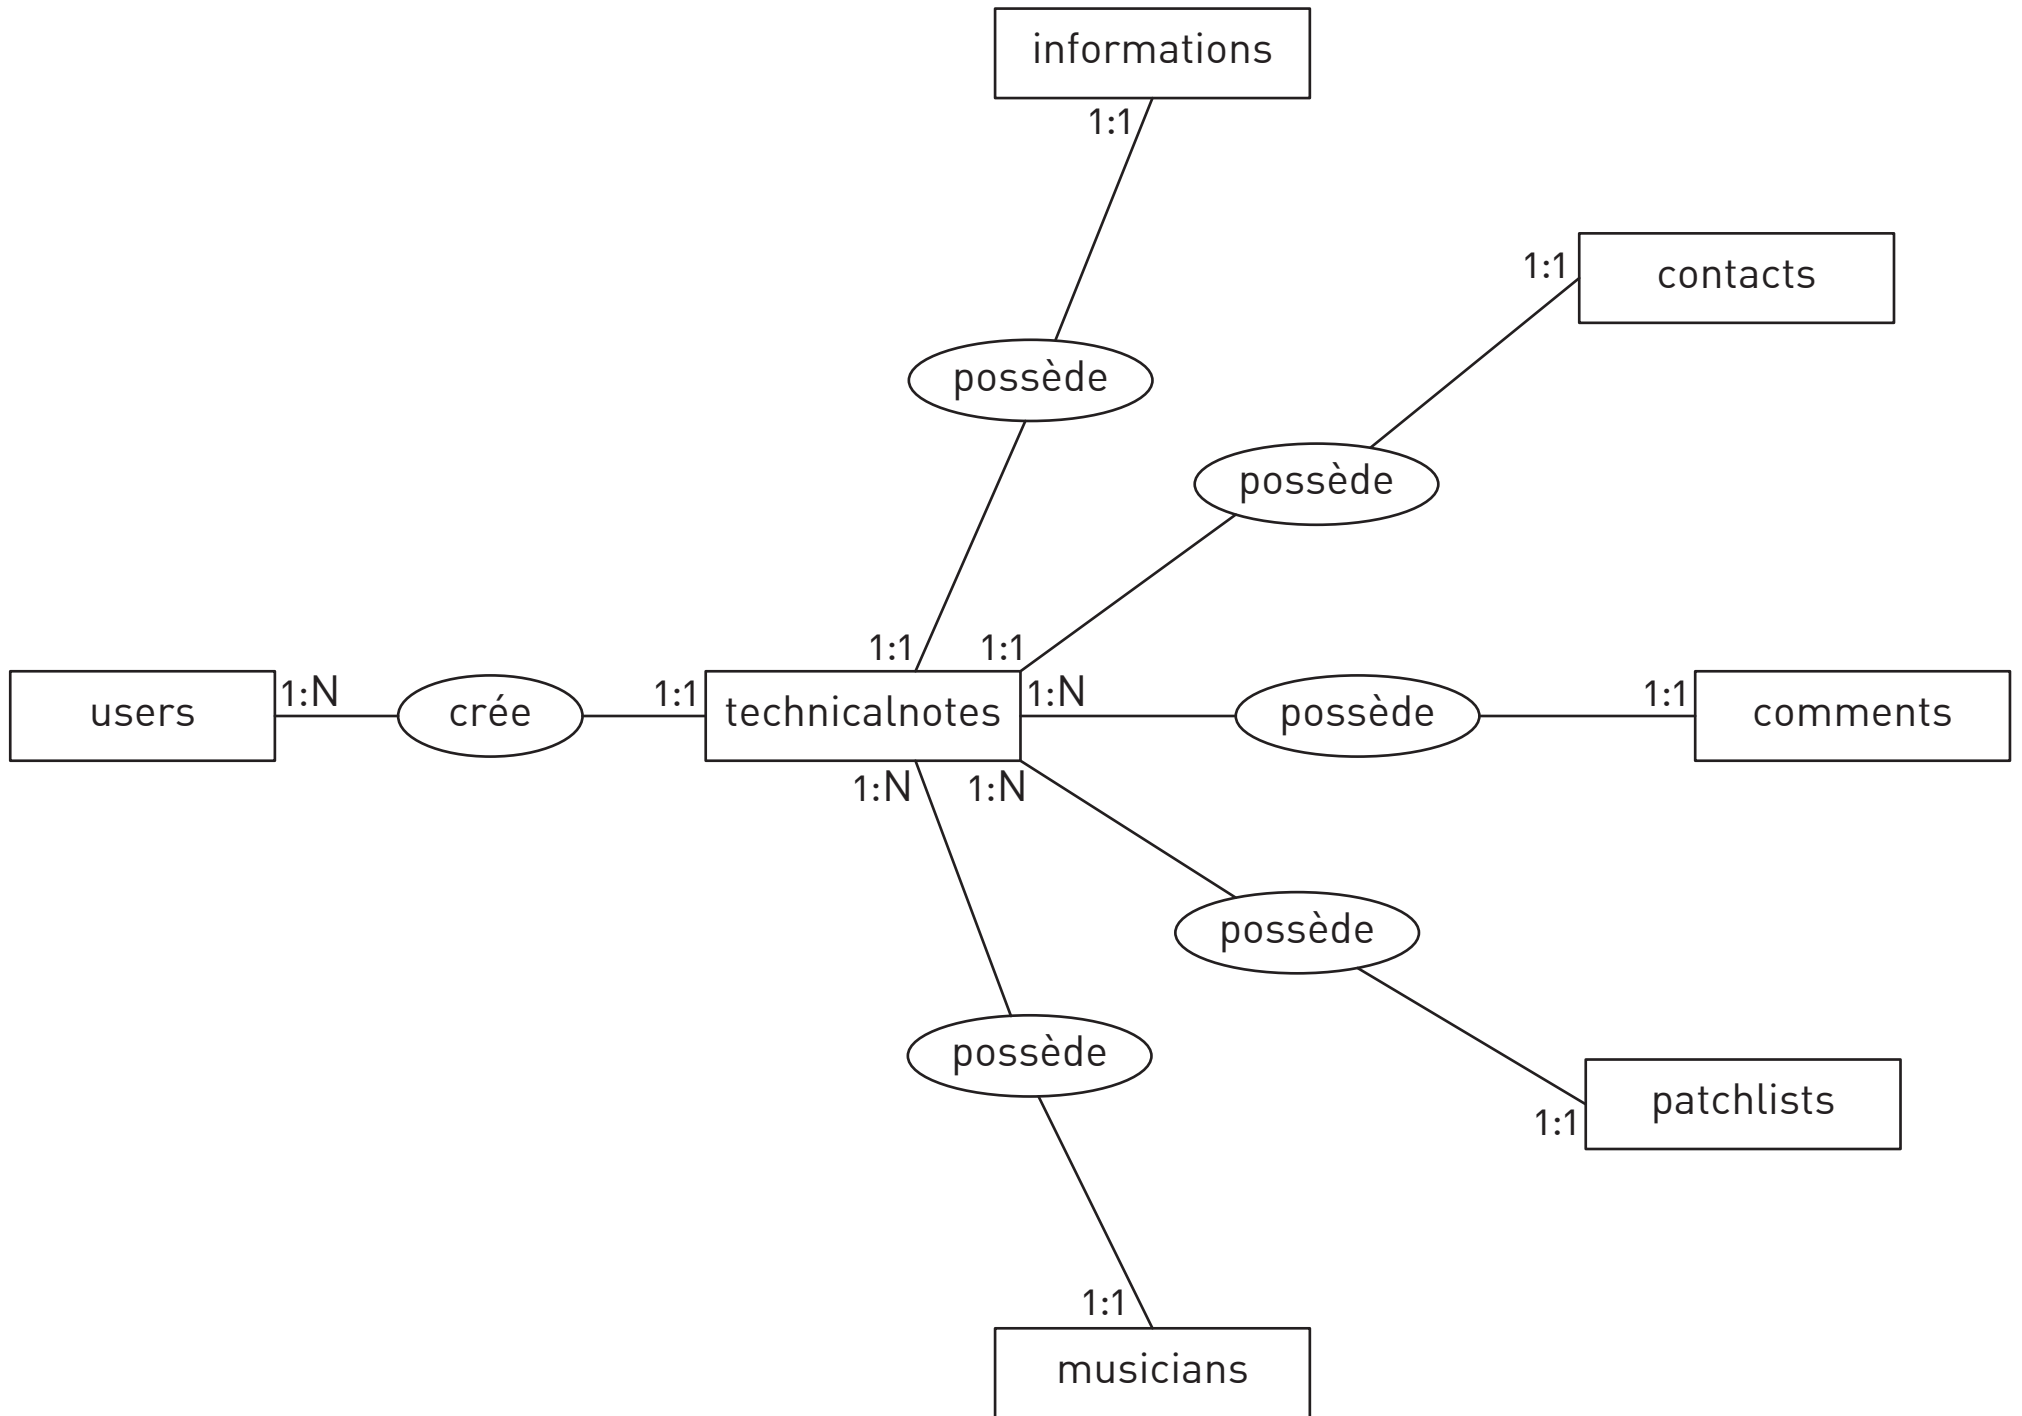 informations
1:1
contacts
1:1
possède
possède
1:1
1:1
users
1:N
crée
1:1
technicalnotes
1:N
possède
1:1
comments
1:N
1:N
possède
patchlists
1:1
possède
1:1
musicians